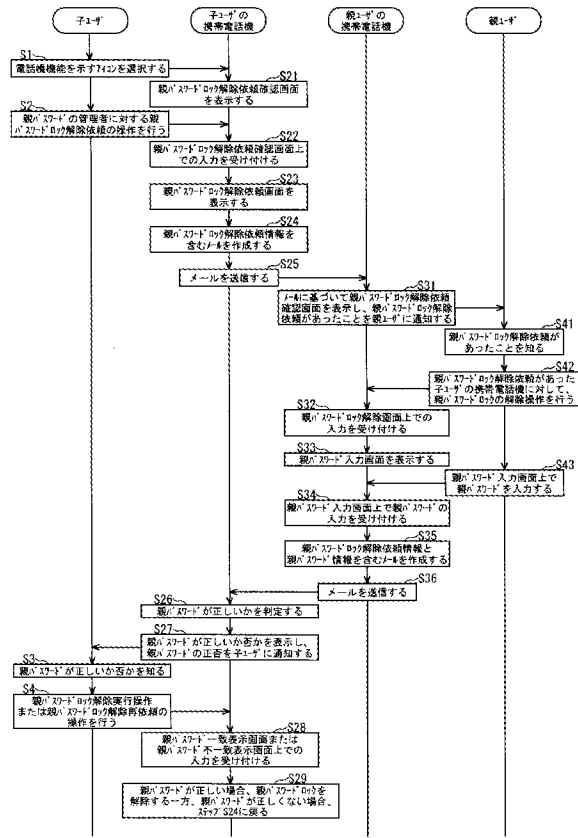 子ユーザ
子ユーザの
携帯電話機
親ユーザの
携帯電話機
親ユーザ
S1
電話機機能を示すアイコンを選択する
S21
親パスワードロック解除依頼確認画面
を表示する
S2
親パスワードの管理者に対する親
パスワードロック解除依頼の操作を行う
S22
親パスワードロック解除依頼確認画面上
での入力を受け付ける
S23
親パスワードロック解除依頼画面を
表示する
S24
親パスワードロック解除依頼情報を
含むメールを作成する
S25
メールを送信する
S31
メールに基づいて親パスワードロック解除依頼
確認画面を表示し、親パスワードロック解除
依頼があったことを親ユーザに通知する
S41
親パスワードロック解除依頼が
あったことを知る
S42
親パスワードロック解除依頼があった
子ユーザの携帯電話機に対して、
親パスワードロックの解除操作を行う
S32
親パスワードロック解除画面上での
入力を受け付ける
S33
親パスワード入力画面を表示する
S43
親パスワード入力画面上で
親パスワードを入力する
S34
親パスワード入力画面上で親パスワードの
入力を受け付ける
S35
親パスワードロック解除依頼情報と
親パスワード情報を含むメールを作成する
S36
メールを送信する
S26
親パスワードが正しいかを判定する
S27
親パスワードが正しいか否かを表示し、
親パスワードの正否を子ユーザに通知する
S3
親パスワードが正しいか否かを知る
S4
親パスワードロック解除実行操作
または親パスワードロック解除再依頼の
操作を行う
S28
親パスワード一致表示画面または
親パスワード不一致表示画面上での
入力を受け付ける
S29
親パスワードが正しい場合、親パスワードロックを
解除する一方、親パスワードが正しくない場合、
ステップS24に戻る